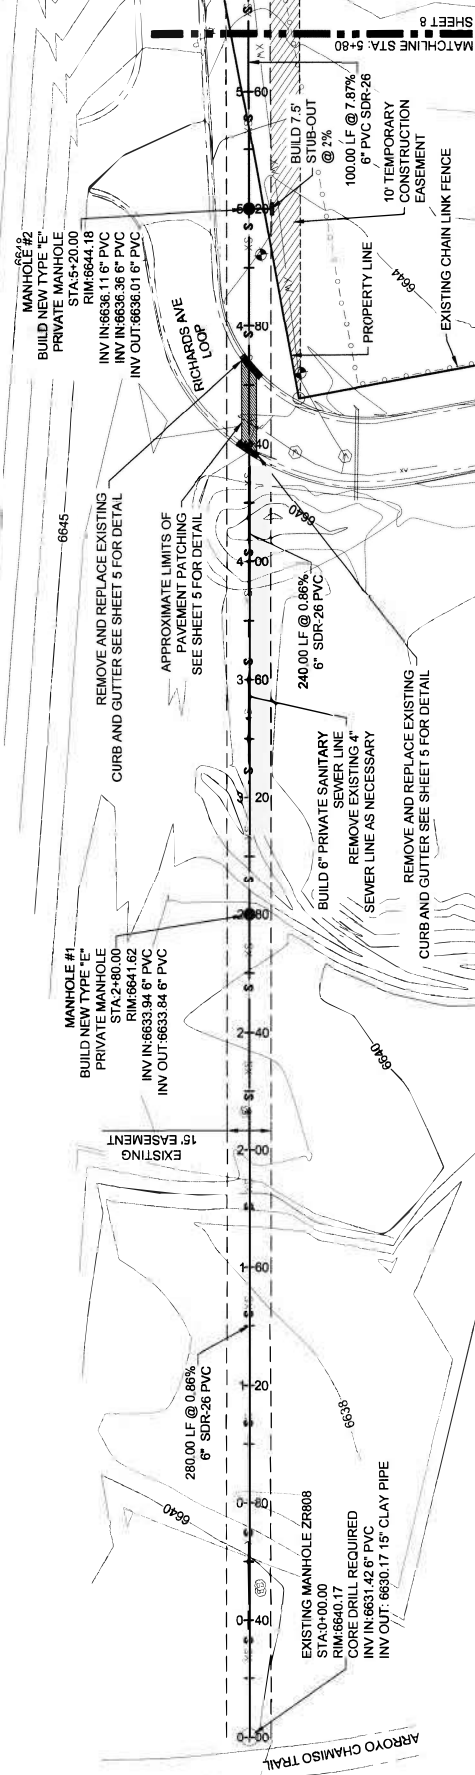 SHEET 8
MATCHLINE STA: 5+80
5+60
BUILD 7.5'
STUB-OUT
@ 2%
100.00 LF @ 7.87%
6" PVC SDR-26
10' TEMPORARY
CONSTRUCTION
EASEMENT
MANHOLE #2
BUILD NEW TYPE "E"
PRIVATE MANHOLE
STA:5+20.00
RIM:6644.18
INV IN:6636.11 6" PVC
INV IN:6636.36 6" PVC
INV OUT:6636.01 6" PVC
PROPERTY LINE
6644
EXISTING CHAIN LINK FENCE
RICHARDS AVE
LOOP
4+80
6645
REMOVE AND REPLACE EXISTING
CURB AND GUTTER SEE SHEET 5 FOR DETAIL
APPROXIMATE LIMITS OF
PAVEMENT PATCHING
SEE SHEET 5 FOR DETAIL
6640
4+00
240.00 LF @ 0.86%
6" SDR-26 PVC
3+60
BUILD 6" PRIVATE SANITARY
SEWER LINE
REMOVE EXISTING 4"
SEWER LINE AS NECESSARY
REMOVE AND REPLACE EXISTING
CURB AND GUTTER SEE SHEET 5 FOR DETAIL
3+20
MANHOLE #1
BUILD NEW TYPE "E"
PRIVATE MANHOLE
STA:2+80.00
RIM:6641.62
INV IN:6633.94 6" PVC
INV OUT:6633.84 6" PVC
2+40
6640
EXISTING
15' EASEMENT
2+00
1+60
280.00 LF @ 0.86%
6" SDR-26 PVC
1+20
6638
0+80
6640
0+40
EXISTING MANHOLE ZR808
STA:0+00.00
RIM:6640.17
CORE DRILL REQUIRED
INV IN:6631.42 6" PVC
INV OUT: 6630.17 15" CLAY PIPE
0+00
ARROYO CHAMISO TRAIL